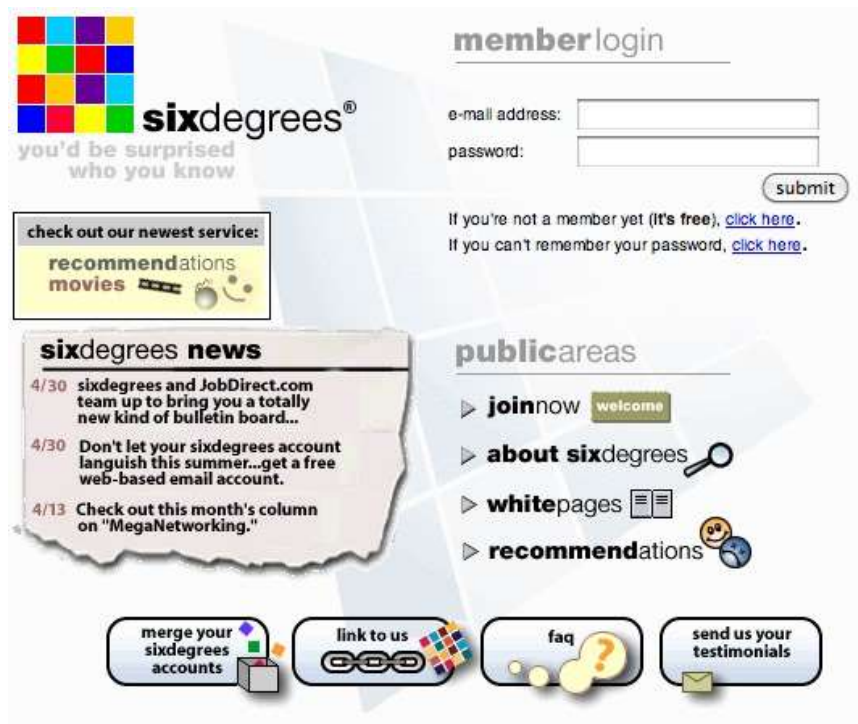 sixdegrees®
you'd be surprised
who you know
memberlogin
e-mail address:
password:
submit
If you're not a member yet (it's free), click here.
If you can't remember your password, click here.
check out our newest service:
recommendations
movies
sixdegrees news
4/30 sixdegrees and JobDirect.com
team up to bring you a totally
new kind of bulletin board...
4/30 Don't let your sixdegrees account
languish this summer...get a free
web-based email account.
4/13 Check out this month's column
on "MegaNetworking."
publicareas
joinnow welcome
about sixdegrees
whitepages
recommendations
merge your
sixdegrees
accounts
link to us
faq
?
send us your
testimonials